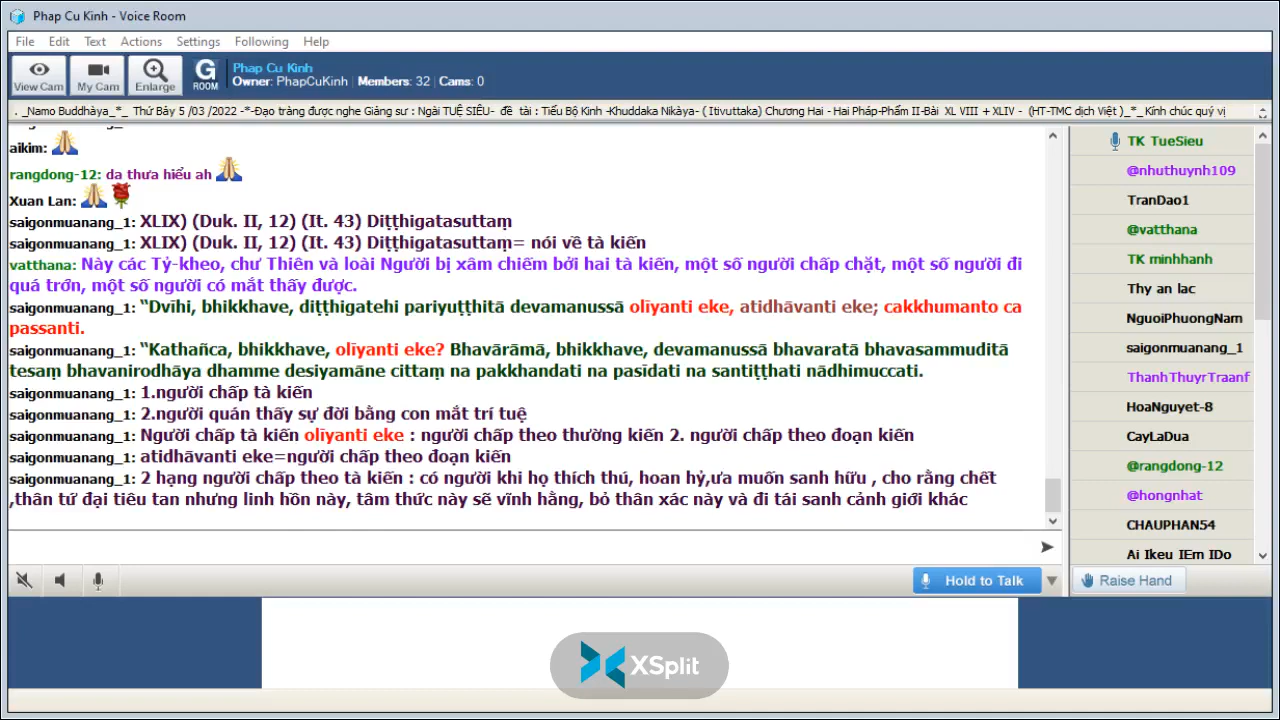 Phap Cu Kinh - Voice Room
File Edit Text Actions Settings Following Help
View Cam My Cam Enlarge G ROOM
Phap Cu Kinh
Owner: PhapCuKinh | Members: 32 | Cams: 0
. _Namo Buddhàya_*_ Thứ Bảy 5 /03 /2022 -*-Đạo tràng được nghe Giảng sư : Ngài TUỆ SIÊU- đề tài : Tiểu Bộ Kinh -Khuddaka Nikàya- ( Itivuttaka) Chương Hai - Hai Pháp-Phẩm II-Bài XL VIII + XLIV - (HT-TMC dịch Việt )_*_ Kính chúc quý vị
aikim:
rangdong-12: da thưa hiểu ah
Xuan Lan:
saigonmuanang_1: XLIX) (Duk. II, 12) (It. 43) Diṭṭhigatasuttaṃ
saigonmuanang_1: XLIX) (Duk. II, 12) (It. 43) Diṭṭhigatasuttaṃ= nói về tà kiến
vatthana: Này các Tỷ-kheo, chư Thiên và loài Người bị xâm chiếm bởi hai tà kiến, một số người chấp chặt, một số người đi
quá trớn, một số người có mắt thấy được.
saigonmuanang_1: “Dvīhi, bhikkhave, diṭṭhigatehi pariyuṭṭhitā devamanussā olīyanti eke, atidhāvanti eke; cakkhumanto ca
passanti.
saigonmuanang_1: “Kathañca, bhikkhave, olīyanti eke? Bhavārāmā, bhikkhave, devamanussā bhavaratā bhavasammuditā
tesaṃ bhavanirodhāya dhamme desiyamāne cittaṃ na pakkhandati na pasīdati na santiṭṭhati nādhimuccati.
saigonmuanang_1: 1.người chấp tà kiến
saigonmuanang_1: 2.người quán thấy sự đời bằng con mắt trí tuệ
saigonmuanang_1: Người chấp tà kiến olīyanti eke : người chấp theo thường kiến 2. người chấp theo đoạn kiến
saigonmuanang_1: atidhāvanti eke=người chấp theo đoạn kiến
saigonmuanang_1: 2 hạng người chấp theo tà kiến : có người khi họ thích thú, hoan hỷ,ưa muốn sanh hữu , cho rằng chết
,thân tứ đại tiêu tan nhưng linh hồn này, tâm thức này sẽ vĩnh hằng, bỏ thân xác này và đi tái sanh cảnh giới khác
TK TueSieu
@nhuthuynh109
TranDao1
@vatthana
TK minhhanh
Thy an lac
NguoiPhuongNam
saigonmuanang_1
ThanhThuyrTraanf
HoaNguyet-8
CayLaDua
@rangdong-12
@hongnhat
CHAUPHAN54
Ai Ikeu IEm IDo
Hold to Talk
Raise Hand
XSplit